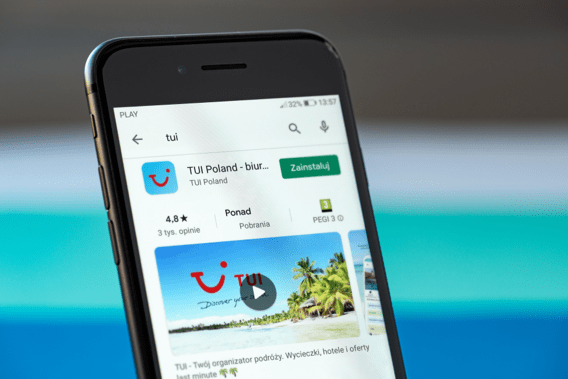 PLAY 32% 13:57
tui
TUI Poland - biur...
TUI Poland
Zainstaluj
4,8★ Ponad 3
3 tys. opinie Pobrania PEGI 3
TUI
Discover your
TUI - Twój organizator podróży. Wycieczki, hotele i oferty
last minute 🌴🌴